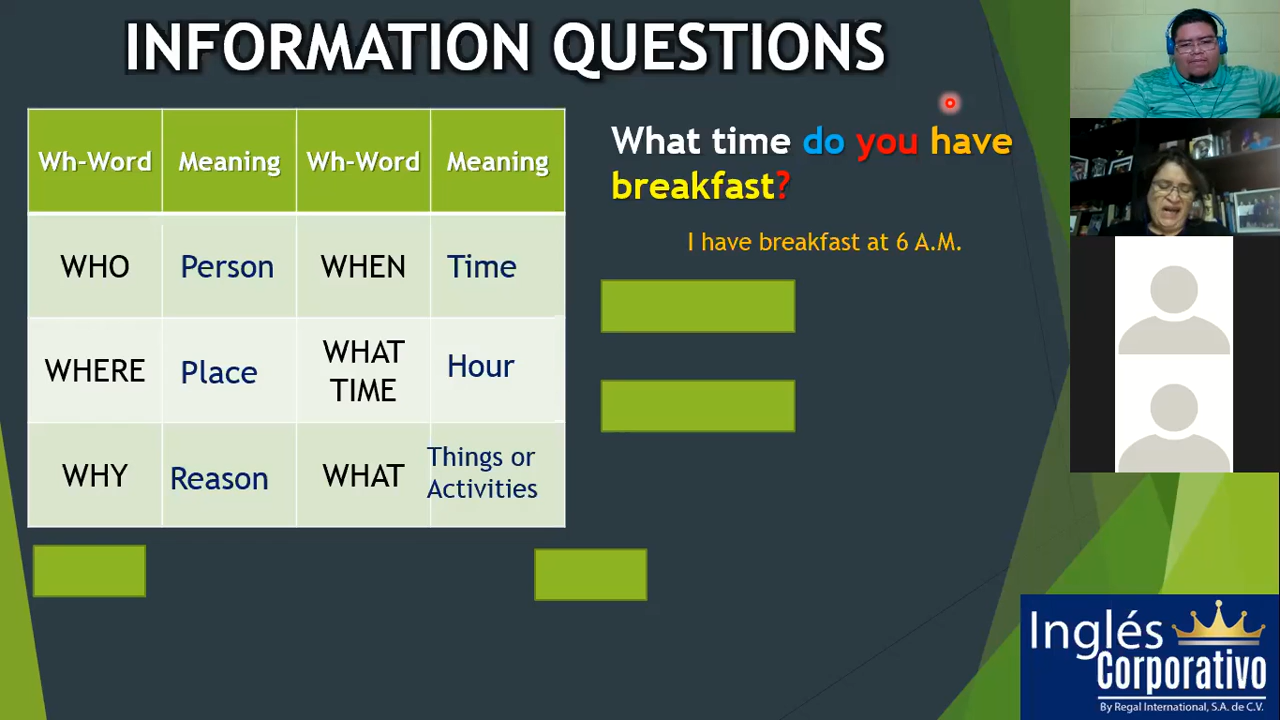 INFORMATION QUESTIONS
Wh-Word Meaning Wh-Word Meaning
WHO Person WHEN Time
WHERE Place WHAT TIME Hour
WHY Reason WHAT Things or Activities
What time do you have
breakfast?
I have breakfast at 6 A.M.
Inglés
Corporativo
By Regal International, S.A. de C.V.